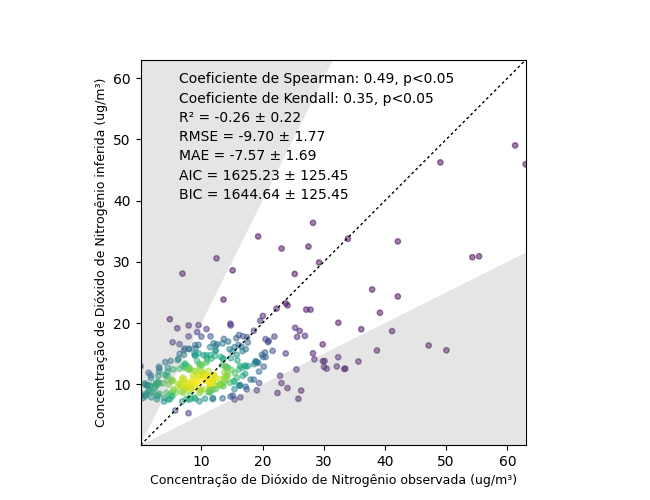 Coeficiente de Spearman: 0.49, p<0.05
Coeficiente de Kendall: 0.35, p<0.05
R² = -0.26 ± 0.22
RMSE = -9.70 ± 1.77
MAE = -7.57 ± 1.69
AIC = 1625.23 ± 125.45
BIC = 1644.64 ± 125.45
Concentração de Dióxido de Nitrogênio inferida (ug/m³)
60
50
40
30
20
10
10 20 30 40 50 60
Concentração de Dióxido de Nitrogênio observada (ug/m³)